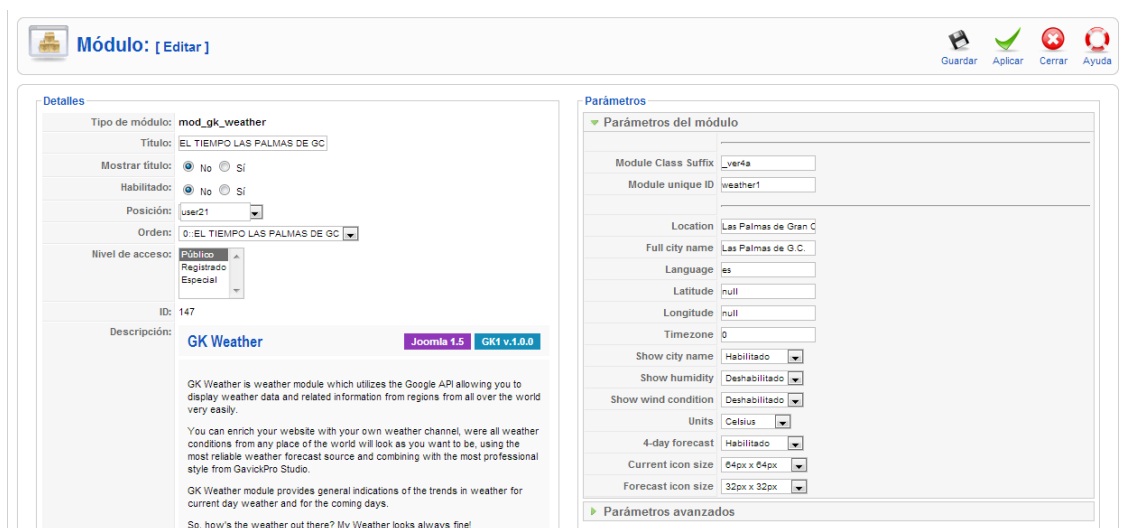 Módulo: [ Editar ]
Guardar
Aplicar
Cerrar
Ayuda
Detalles
Tipo de módulo: mod_gk_weather
Título: EL TIEMPO LAS PALMAS DE GC
Mostrar título: No Sí
Habilitado: No Sí
Posición: user21
Orden: 0::EL TIEMPO LAS PALMAS DE GC
Nivel de acceso: Público
Registrado
Especial
ID: 147
Descripción:
GK Weather
Joomla 1.5
GK1 v.1.0.0
GK Weather is weather module which utilizes the Google API allowing you to
display weather data and related information from regions from all over the world
very easily.
You can enrich your website with your own weather channel, were all weather
conditions from any place of the world will look as you want to be, using the
most reliable weather forecast source and combining with the most professional
style from GavickPro Studio.
GK Weather module provides general indications of the trends in weather for
current day weather and for the coming days.
So, how's the weather out there? My Weather looks always fine!
Parámetros
Parámetros del módulo
Module Class Suffix _ver4a
Module unique ID weather1
Location Las Palmas de Gran C
Full city name Las Palmas de G.C.
Language es
Latitude null
Longitude null
Timezone 0
Show city name Habilitado
Show humidity Deshabilitado
Show wind condition Deshabilitado
Units Celsius
4-day forecast Habilitado
Current icon size 64px x 64px
Forecast icon size 32px x 32px
Parámetros avanzados